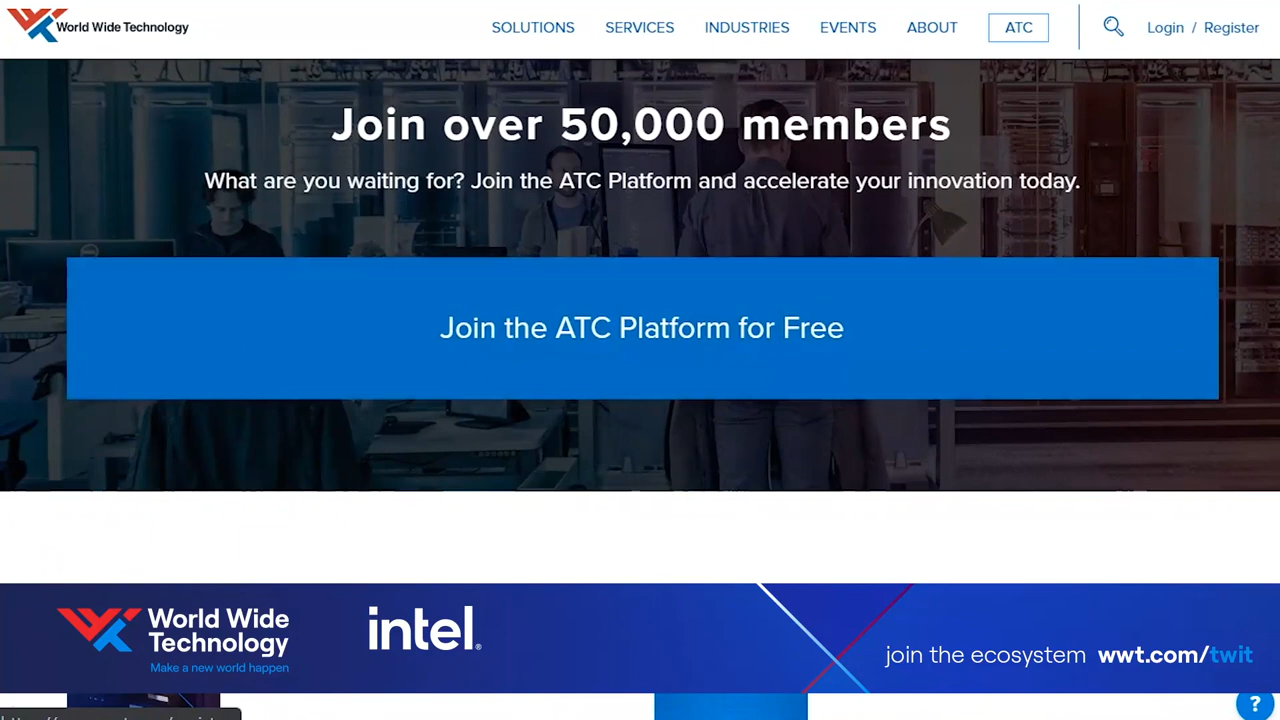 World Wide Technology
SOLUTIONS SERVICES INDUSTRIES EVENTS ABOUT ATC Login / Register
Join over 50,000 members
What are you waiting for? Join the ATC Platform and accelerate your innovation today.
Join the ATC Platform for Free
World Wide
Technology
Make a new world happen
intel®
join the ecosystem wwt.com/twit
?